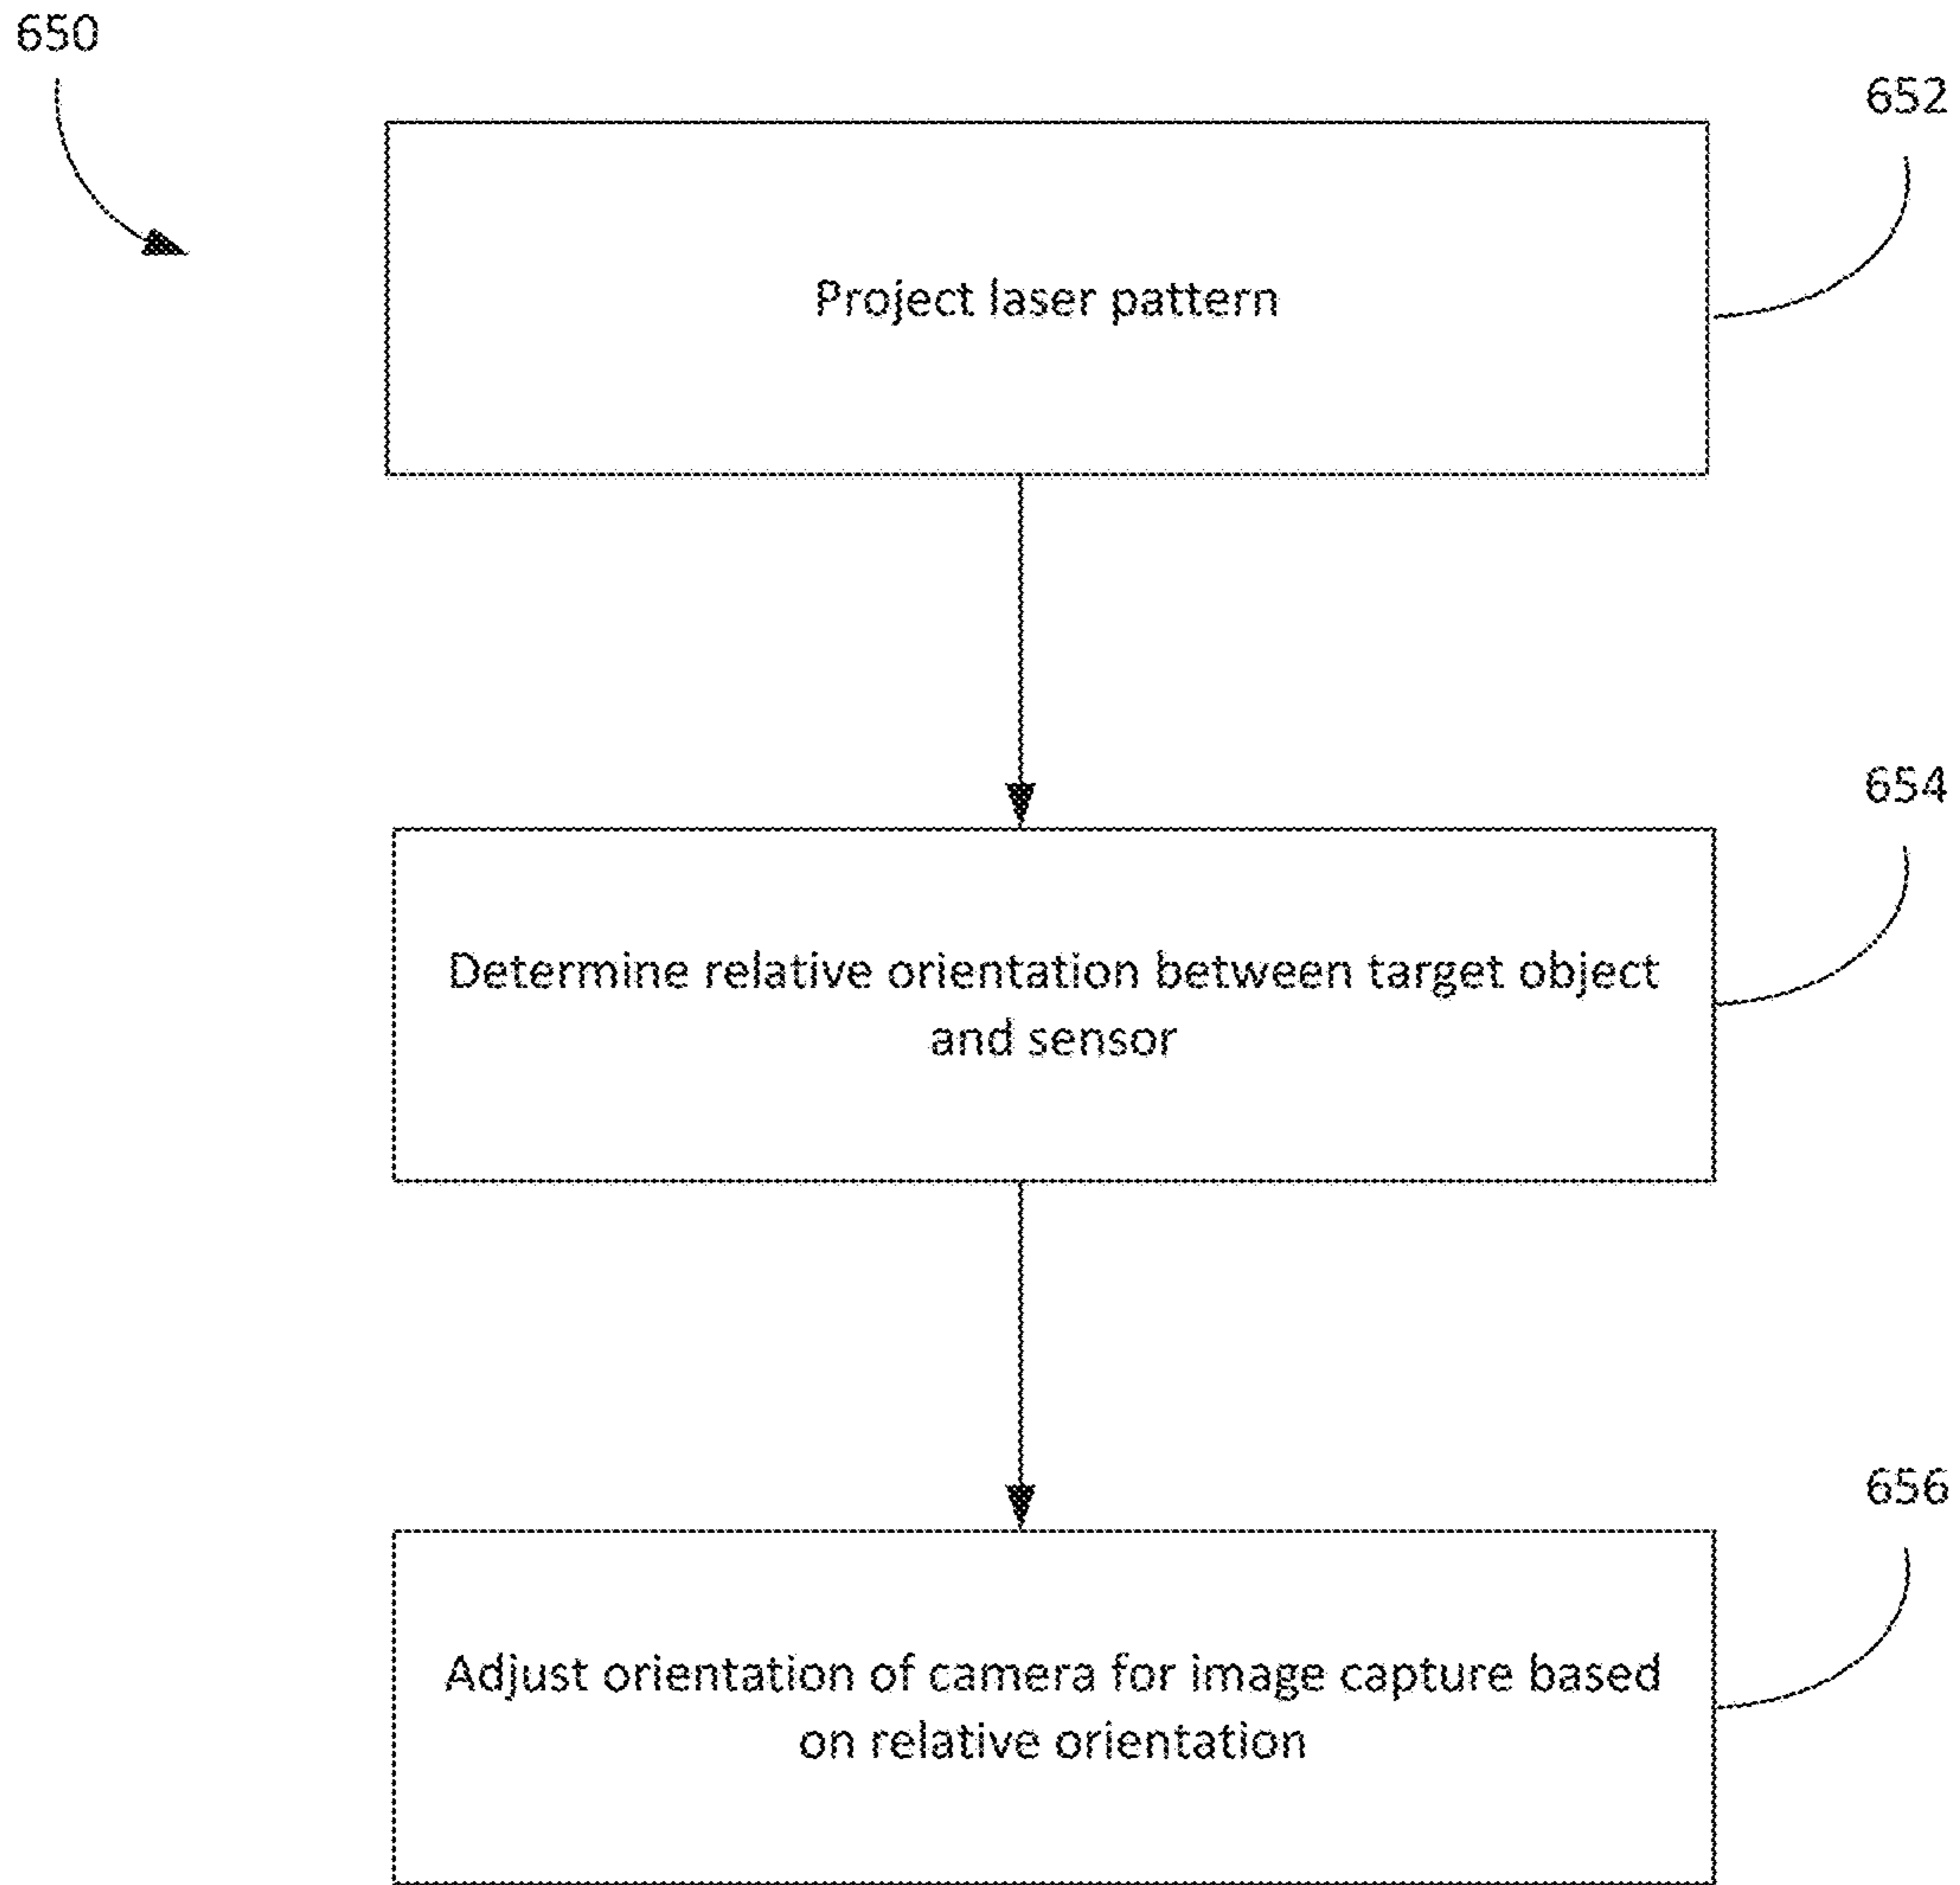 650
652
Project laser pattern
654
Determine relative orientation between target object
and sensor
656
Adjust orientation of camera for image capture based
on relative orientation